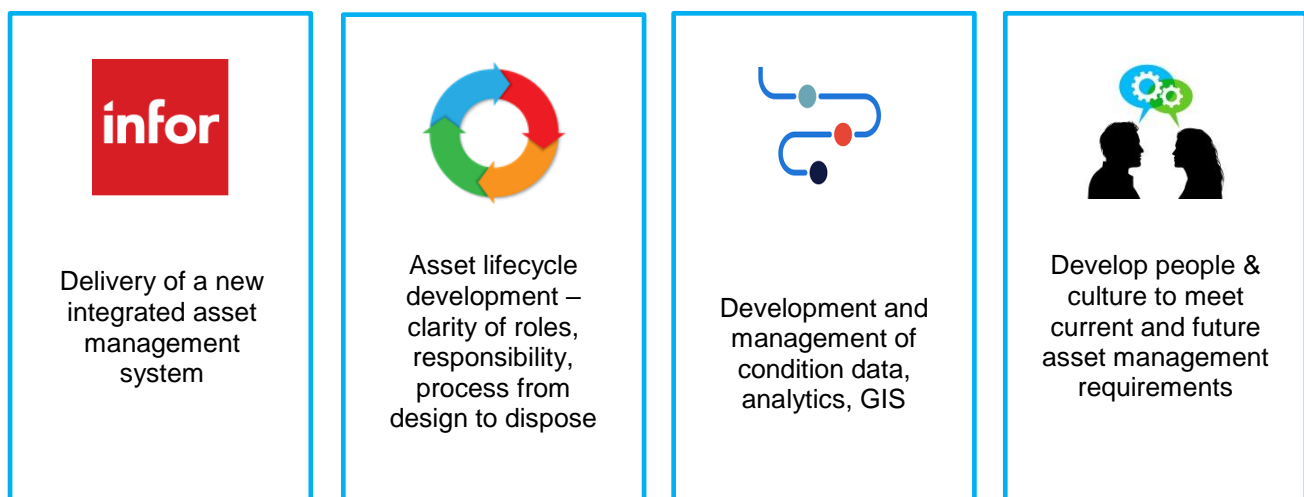 infor
Delivery of a new
integrated asset
management
system
Asset lifecycle
development –
clarity of roles,
responsibility,
process from
design to dispose
Development and
management of
condition data,
analytics, GIS
Develop people &
culture to meet
current and future
asset management
requirements